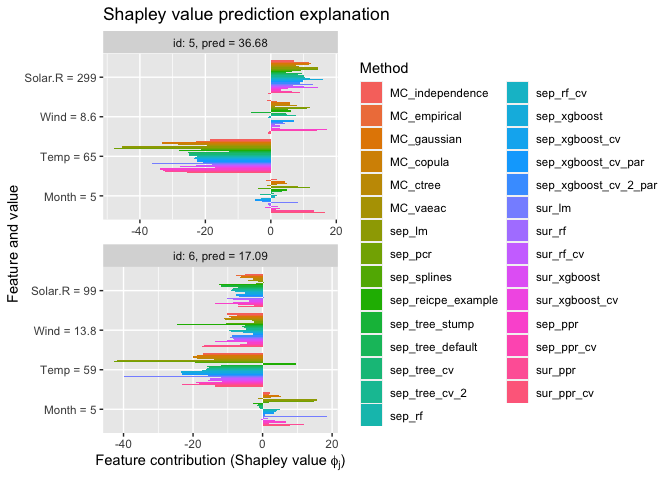 Shapley value prediction explanation
id: 5, pred = 36.68
Solar.R = 299
Wind = 8.6
Temp = 65
Month = 5
-40 -20 0 20
id: 6, pred = 17.09
Solar.R = 99
Wind = 13.8
Temp = 59
Month = 5
-40 -20 0 20
Feature contribution (Shapley value ϕj)
Feature and value
Method
MC_independence
MC_empirical
MC_gaussian
MC_copula
MC_ctree
MC_vaeac
sep_lm
sep_pcr
sep_splines
sep_reicpe_example
sep_tree_stump
sep_tree_default
sep_tree_cv
sep_tree_cv_2
sep_rf
sep_rf_cv
sep_xgboost
sep_xgboost_cv
sep_xgboost_cv_par
sep_xgboost_cv_2_par
sur_lm
sur_rf
sur_rf_cv
sur_xgboost
sur_xgboost_cv
sep_ppr
sep_ppr_cv
sur_ppr
sur_ppr_cv